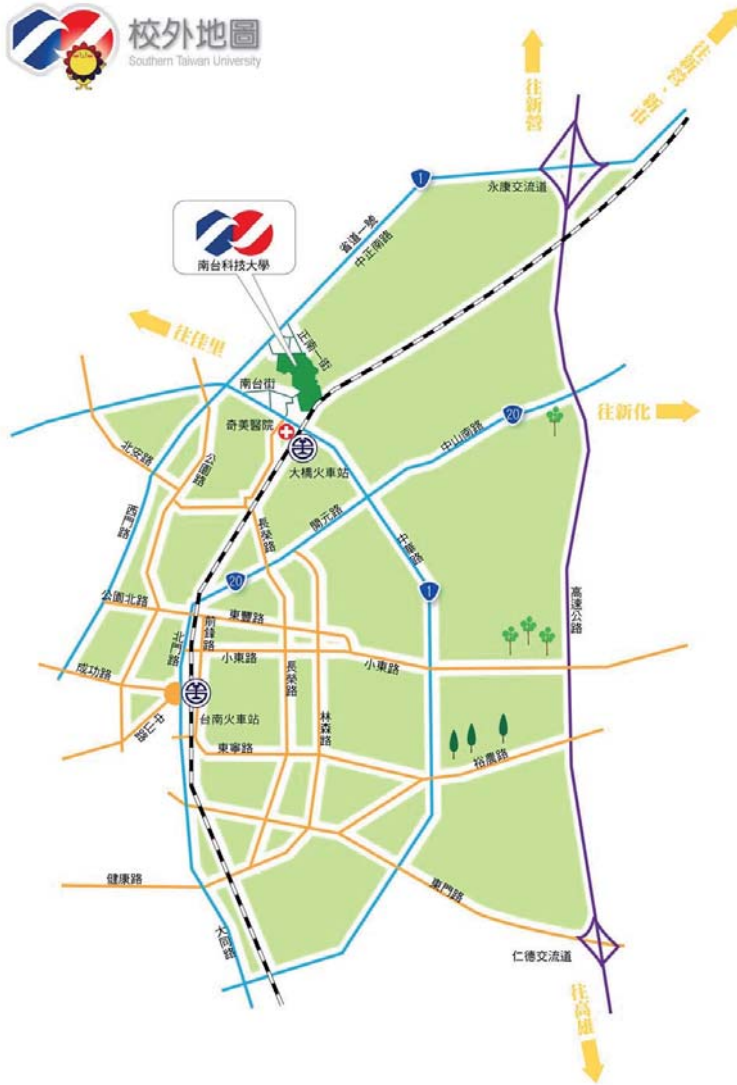 校外地圖
Southern Taiwan University
往新營
往新營、新市
1
永康交流道
省道一號
中正南路
南台科技大學
往佳里
正南一街
南台街
奇美醫院
大橋火車站
20
中山南路
往新化
北安路
公園路
西門路
長榮路
開元路
中華路
20
1
高速公路
公園北路
東豐路
前鋒路
北門路
小東路
小東路
成功路
長榮路
中山路
台南火車站
林森路
東寧路
裕農路
健康路
東門路
大同路
仁德交流道
往高雄